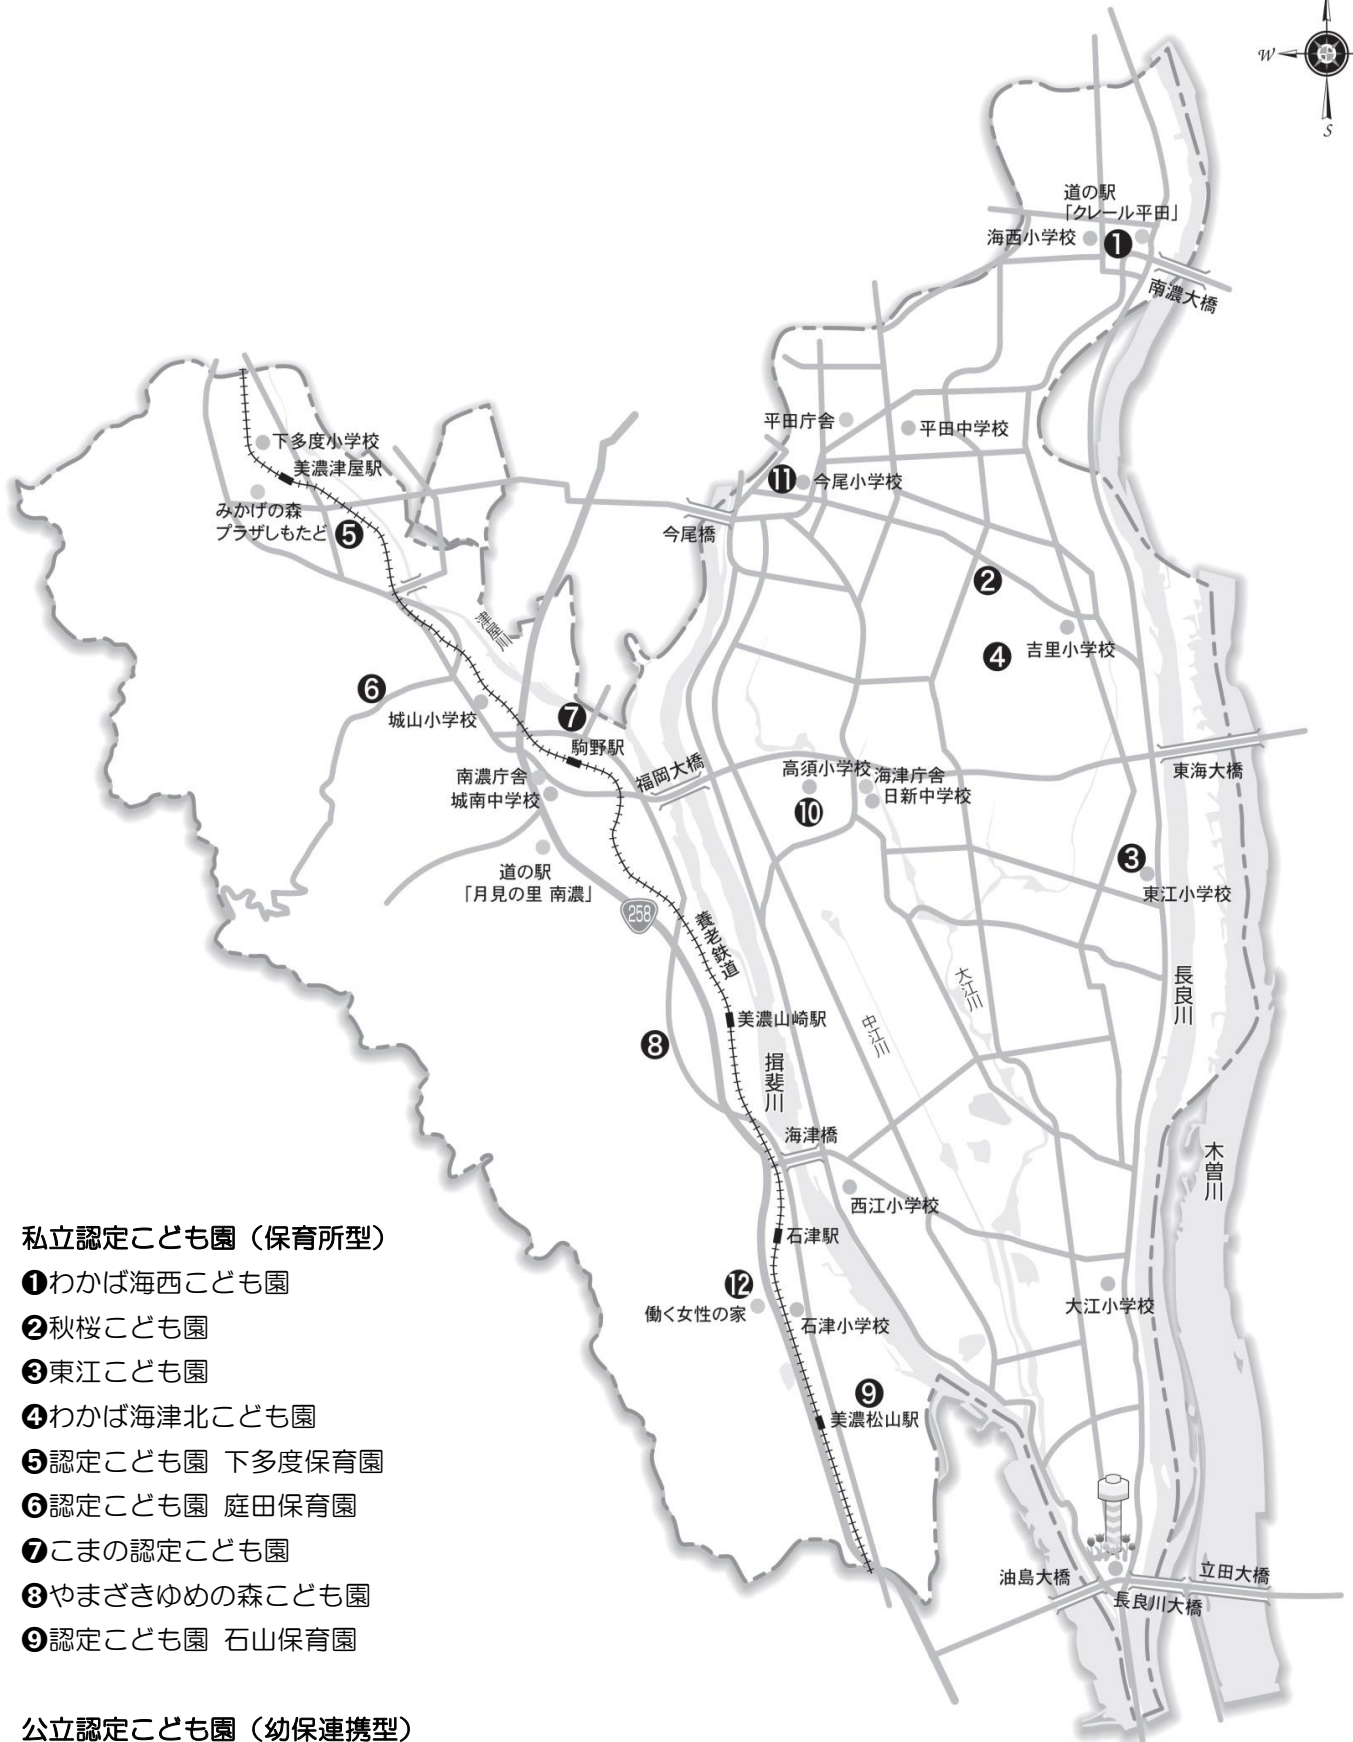 W
S
道の駅
「クレール平田」
海西小学校
❶
南濃大橋
平田庁舎
平田中学校
下多度小学校
美濃津屋駅
⓫
今尾小学校
みかげの森
プラザしもたど
❺
今尾橋
❷
津屋川
吉里小学校
❹
❻
城山小学校
❼
駒野駅
福岡大橋
高須小学校
海津庁舎
日新中学校
東海大橋
南濃庁舎
城南中学校
❿
❸
東江小学校
道の駅
「月見の里 南濃」
258
養老鉄道
大江川
長良川
中江川
美濃山崎駅
❽
揖斐川
海津橋
木曽川
西江小学校
石津駅
⓬
働く女性の家
石津小学校
大江小学校
❾
美濃松山駅
油島大橋
立田大橋
長良川大橋
私立認定こども園（保育所型）
❶わかば海西こども園
❷秋桜こども園
❸東江こども園
❹わかば海津北こども園
❺認定こども園 下多度保育園
❻認定こども園 庭田保育園
❼こまの認定こども園
❽やまざきゆめの森こども園
❾認定こども園 石山保育園
公立認定こども園（幼保連携型）